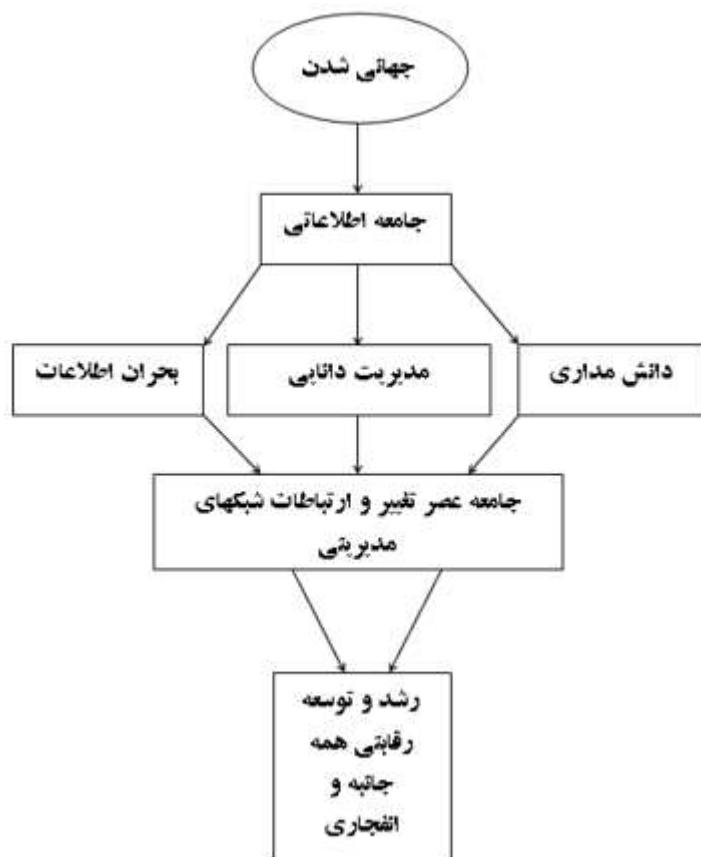 جهانی شدن
جامعه اطلاعاتی
دانش مداری
مدیریت دانایی
بحران اطلاعات
جامعه عصر تغییر و ارتباطات شبکهای
مدیریتی
رشد و توسعه
رقابتی همه
جانبه و
انفجاری